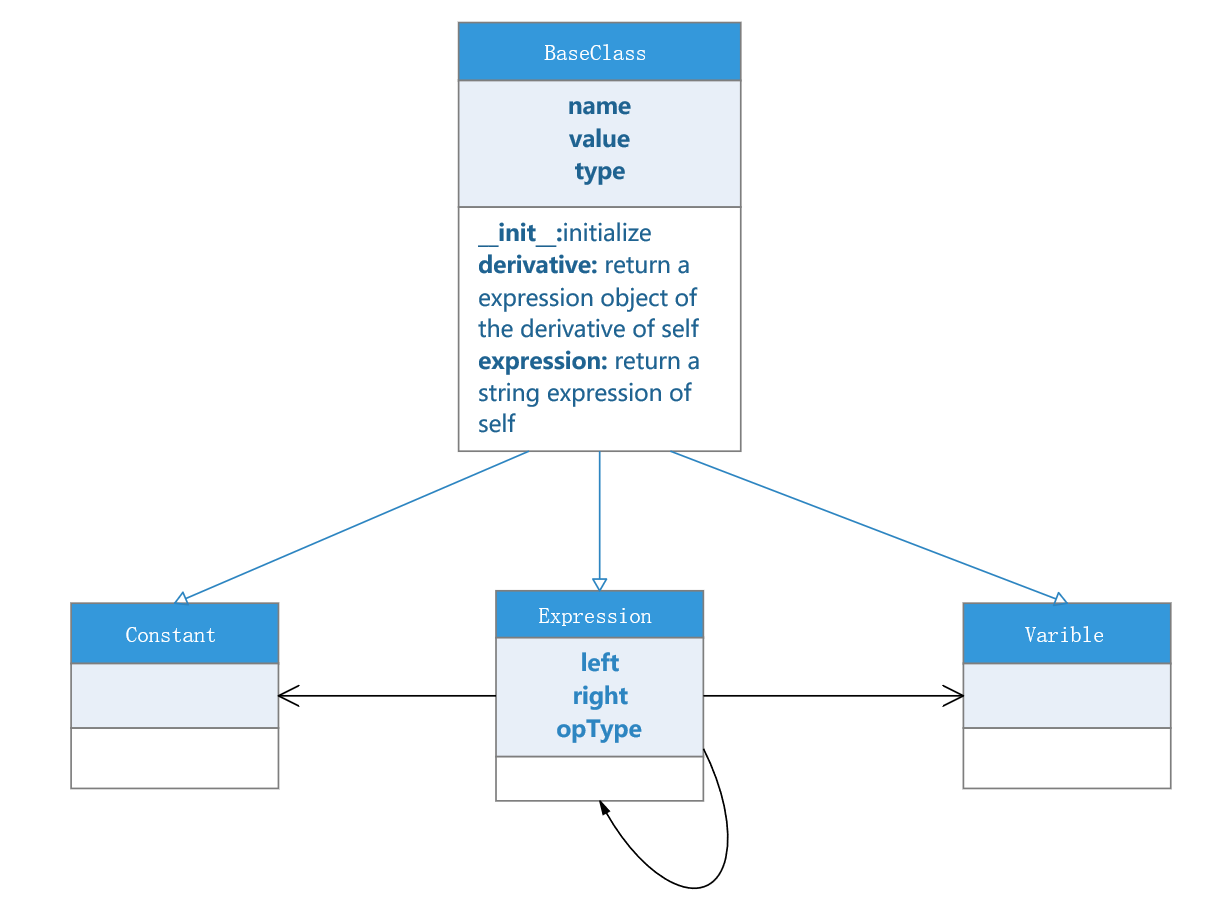 BaseClass
name
value
type
__init__:initialize
derivative: return a
expression object of
the derivative of self
expression: return a
string expression of
self
Constant
Expression
left
right
opType
Varible